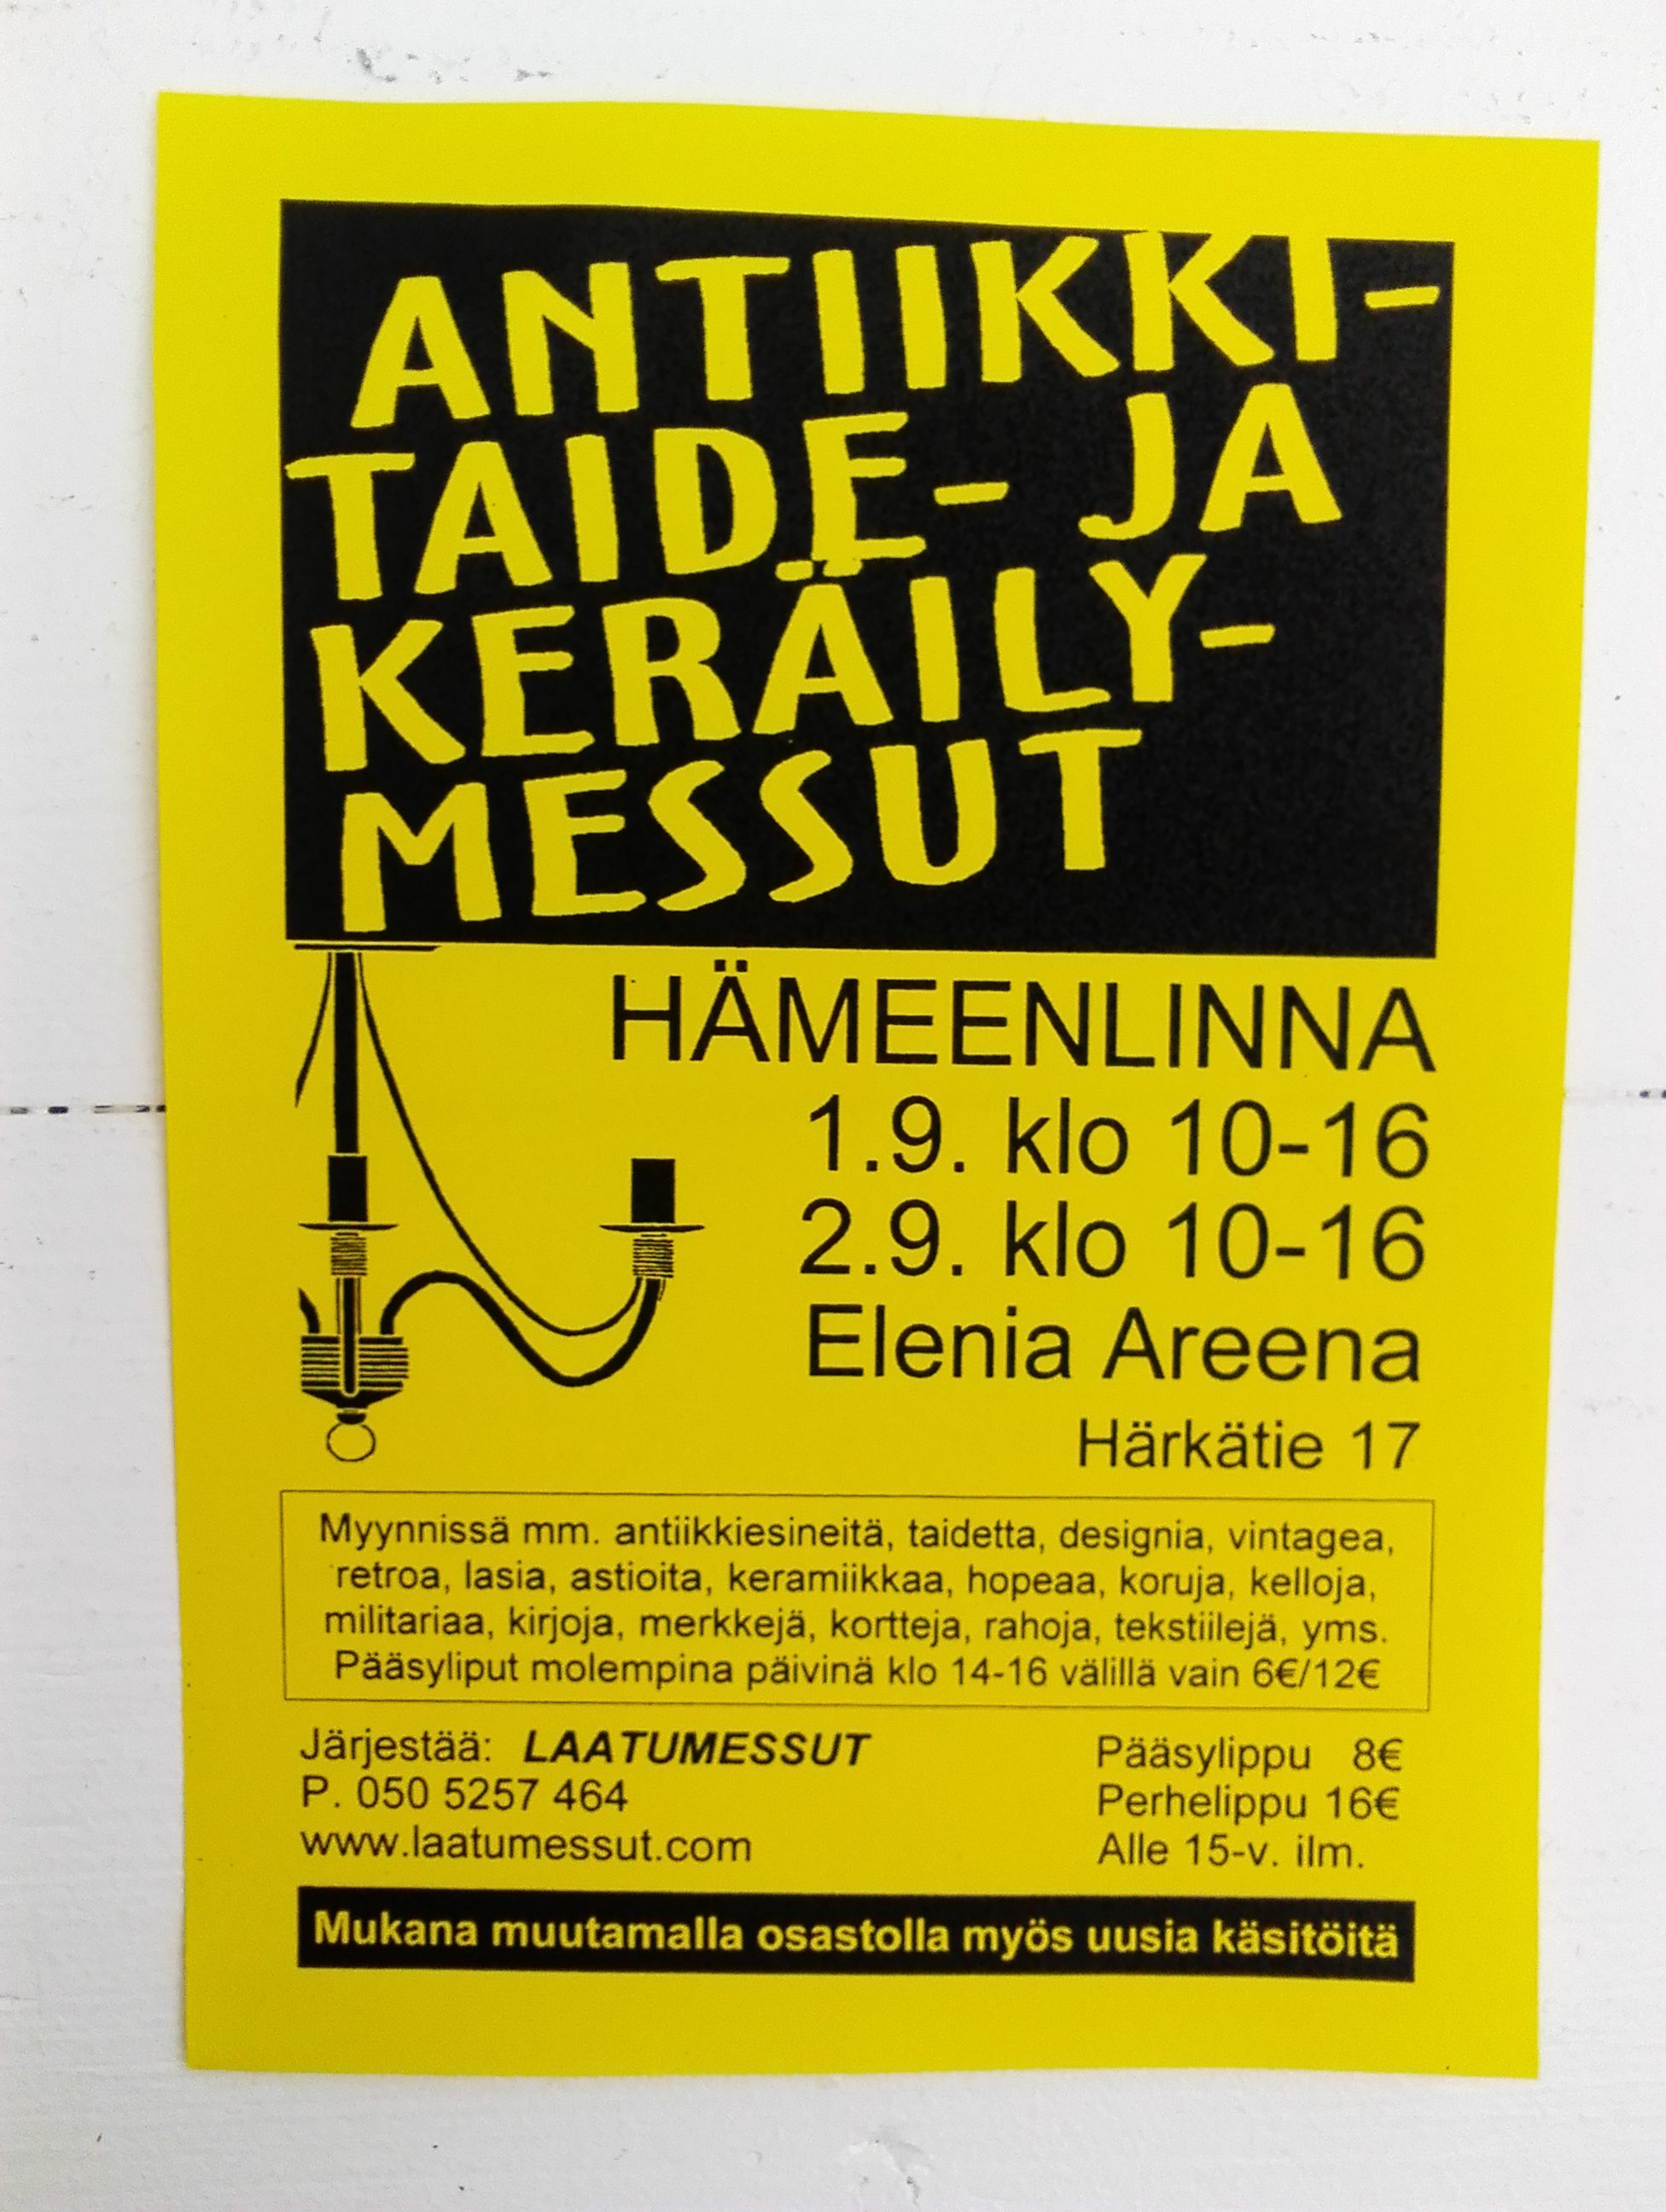 ANTIIKKI-
TAIDE- JA
KERÄILY-
MESSUT
HÄMEENLINNA
1.9. klo 10-16
2.9. klo 10-16
Elenia Areena
Härkätie 17
Myynnissä mm. antiikkiesineitä, taidetta, designia, vintagea,
retroa, lasia, astioita, keramiikkaa, hopeaa, koruja, kelloja,
militariaa, kirjoja, merkkejä, kortteja, rahoja, tekstiilejä, yms.
Pääsyliput molempina päivinä klo 14-16 välillä vain 6€/12€
Järjestää: LAATUMESSUT
P. 050 5257 464
www.laatumessut.com
Pääsylippu 8€
Perhelippu 16€
Alle 15-v. ilm.
Mukana muutamalla osastolla myös uusia käsitöitä